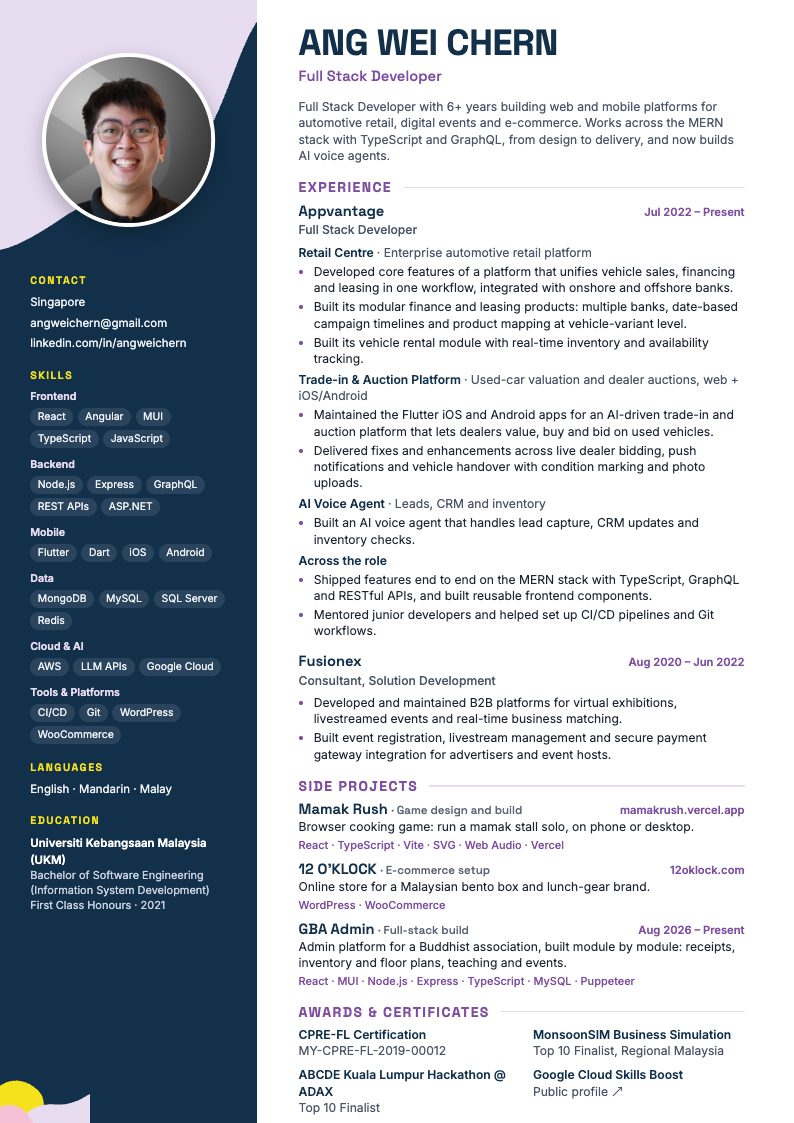 ANG WEI CHERN
Full Stack Developer
Full Stack Developer with 6+ years building web and mobile platforms for
automotive retail, digital events and e-commerce. Works across the MERN
stack with TypeScript and GraphQL, from design to delivery, and now builds
AI voice agents.
CONTACT
Singapore
angweichern@gmail.com
linkedin.com/in/angweichern
SKILLS
Frontend
React Angular MUI
TypeScript JavaScript
Backend
Node.js Express GraphQL
REST APIs ASP.NET
Mobile
Flutter Dart iOS Android
Data
MongoDB MySQL SQL Server
Redis
Cloud & AI
AWS LLM APIs Google Cloud
Tools & Platforms
CI/CD Git WordPress
WooCommerce
LANGUAGES
English · Mandarin · Malay
EDUCATION
Universiti Kebangsaan Malaysia
(UKM)
Bachelor of Software Engineering
(Information System Development)
First Class Honours · 2021
EXPERIENCE
Appvantage Jul 2022 – Present
Full Stack Developer
Retail Centre · Enterprise automotive retail platform
• Developed core features of a platform that unifies vehicle sales, financing
and leasing in one workflow, integrated with onshore and offshore banks.
• Built its modular finance and leasing products: multiple banks, date-based
campaign timelines and product mapping at vehicle-variant level.
• Built its vehicle rental module with real-time inventory and availability
tracking.
Trade-in & Auction Platform · Used-car valuation and dealer auctions, web +
iOS/Android
• Maintained the Flutter iOS and Android apps for an AI-driven trade-in and
auction platform that lets dealers value, buy and bid on used vehicles.
• Delivered fixes and enhancements across live dealer bidding, push
notifications and vehicle handover with condition marking and photo
uploads.
AI Voice Agent · Leads, CRM and inventory
• Built an AI voice agent that handles lead capture, CRM updates and
inventory checks.
Across the role
• Shipped features end to end on the MERN stack with TypeScript, GraphQL
and RESTful APIs, and built reusable frontend components.
• Mentored junior developers and helped set up CI/CD pipelines and Git
workflows.
Fusionex Aug 2020 – Jun 2022
Consultant, Solution Development
• Developed and maintained B2B platforms for virtual exhibitions,
livestreamed events and real-time business matching.
• Built event registration, livestream management and secure payment
gateway integration for advertisers and event hosts.
SIDE PROJECTS
Mamak Rush · Game design and build mamakrush.vercel.app
Browser cooking game: run a mamak stall solo, on phone or desktop.
React · TypeScript · Vite · SVG · Web Audio · Vercel
12 O’KLOCK · E-commerce setup 12oklock.com
Online store for a Malaysian bento box and lunch-gear brand.
WordPress · WooCommerce
GBA Admin · Full-stack build Aug 2026 – Present
Admin platform for a Buddhist association, built module by module: receipts,
inventory and floor plans, teaching and events.
React · MUI · Node.js · Express · TypeScript · MySQL · Puppeteer
AWARDS & CERTIFICATES
CPRE-FL Certification
MY-CPRE-FL-2019-00012
MonsoonSIM Business Simulation
Top 10 Finalist, Regional Malaysia
ABCDE Kuala Lumpur Hackathon @
ADAX
Top 10 Finalist
Google Cloud Skills Boost
Public profile ↗